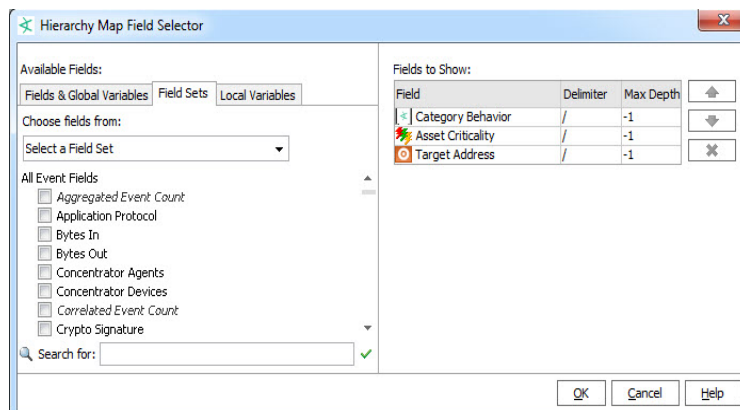 Hierarchy Map Field Selector
x
Available Fields:
Fields & Global Variables Field Sets Local Variables
Choose fields from:
Select a Field Set
All Event Fields
Aggregated Event Count
Application Protocol
Bytes In
Bytes Out
Concentrator Agents
Concentrator Devices
Correlated Event Count
Crypto Signature
Search for:
Fields to Show:
Field Delimiter Max Depth
Category Behavior / -1
Asset Criticality / -1
Target Address / -1
OK Cancel Help